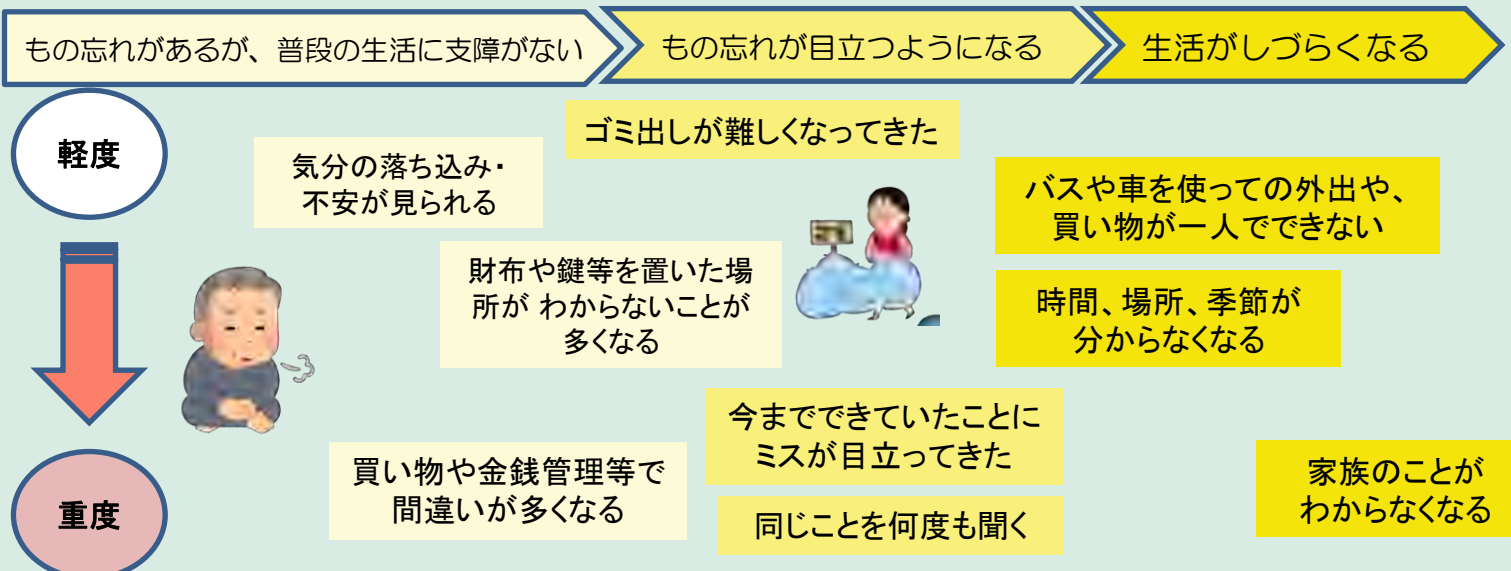 もの忘れがあるが、普段の生活に支障がない
もの忘れが目立つようになる
生活がしづらくなる
軽度
ゴミ出しが難しくなってきた
気分の落ち込み・
不安が見られる
バスや車を使っての外出や、
買い物が一人でできない
財布や鍵等を置いた場
所が わからないことが
多くなる
時間、場所、季節が
分からなくなる
今までできていたことに
ミスが目立ってきた
買い物や金銭管理等で
間違いが多くなる
家族のことが
わからなくなる
重度
同じことを何度も聞く